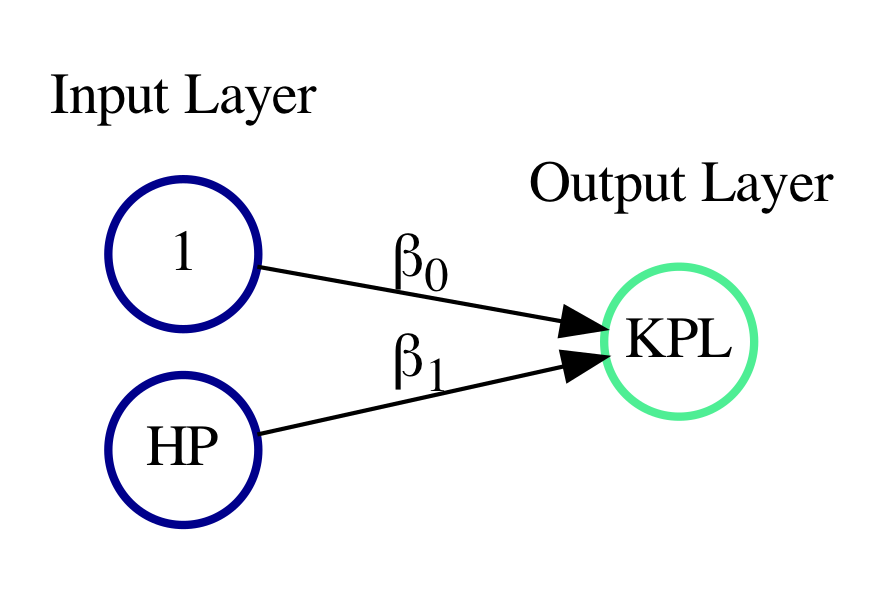 Input Layer
Output Layer
1
β₀
KPL
β₁
HP